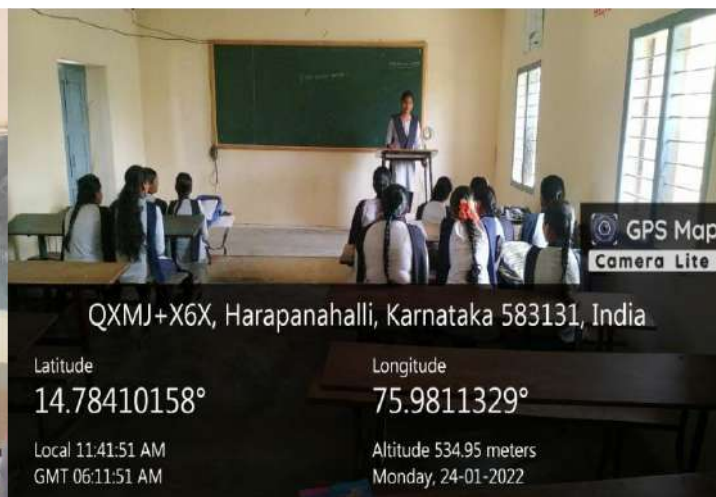 GPS Map
Camera Lite
QXMJ+X6X, Harapanahalli, Karnataka 583131, India
Latitude
14.78410158°
Longitude
75.9811329°
Local 11:41:51 AM
GMT 06:11:51 AM
Altitude 534.95 meters
Monday, 24-01-2022